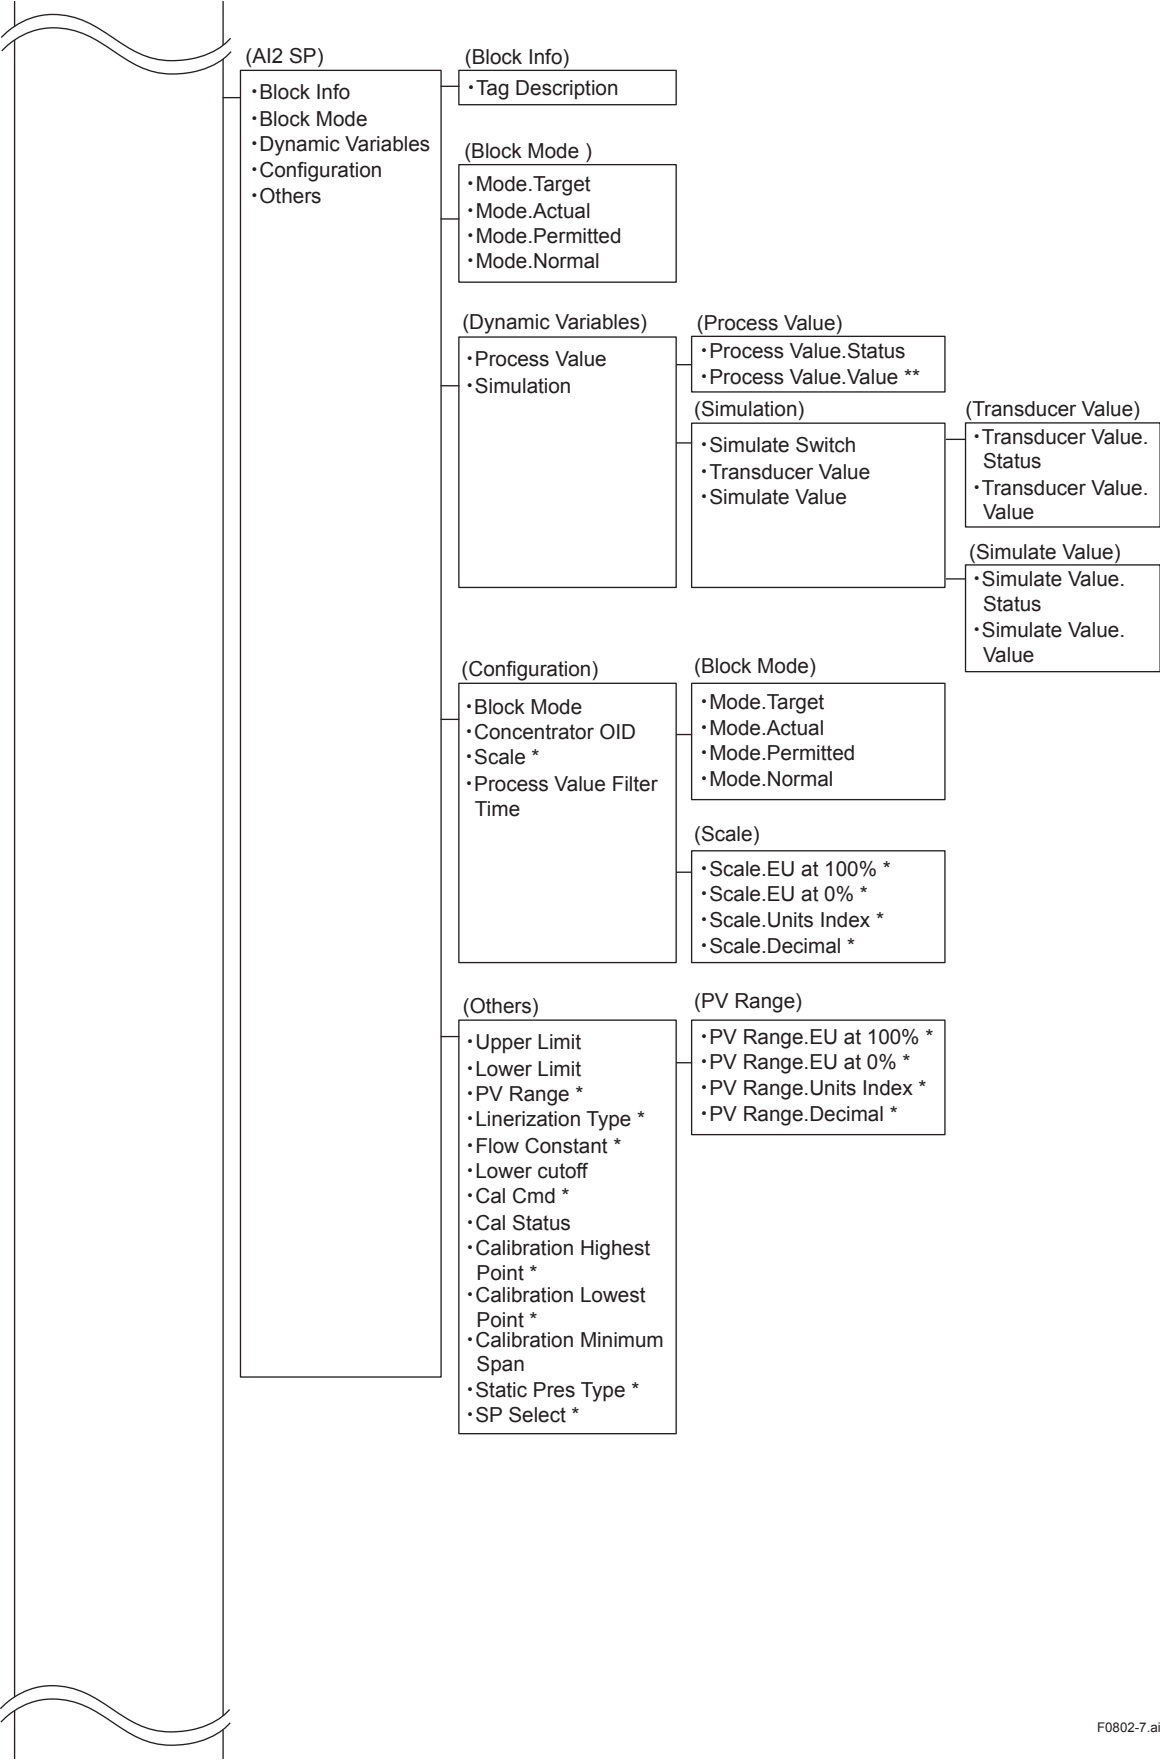 (AI2 SP)
・Block Info
・Block Mode
・Dynamic Variables
・Configuration
・Others
(Block Info)
・Tag Description
(Block Mode )
・Mode.Target
・Mode.Actual
・Mode.Permitted
・Mode.Normal
(Dynamic Variables)
・Process Value
・Simulation
(Process Value)
・Process Value.Status
・Process Value.Value **
(Simulation)
・Simulate Switch
・Transducer Value
・Simulate Value
(Transducer Value)
・Transducer Value.
Status
・Transducer Value.
Value
(Simulate Value)
・Simulate Value.
Status
・Simulate Value.
Value
(Configuration)
・Block Mode
・Concentrator OID
・Scale *
・Process Value Filter
Time
(Block Mode)
・Mode.Target
・Mode.Actual
・Mode.Permitted
・Mode.Normal
(Scale)
・Scale.EU at 100% *
・Scale.EU at 0% *
・Scale.Units Index *
・Scale.Decimal *
(Others)
・Upper Limit
・Lower Limit
・PV Range *
・Linerization Type *
・Flow Constant *
・Lower cutoff
・Cal Cmd *
・Cal Status
・Calibration Highest
Point *
・Calibration Lowest
Point *
・Calibration Minimum
Span
・Static Pres Type *
・SP Select *
(PV Range)
・PV Range.EU at 100% *
・PV Range.EU at 0% *
・PV Range.Units Index *
・PV Range.Decimal *
F0802-7.ai